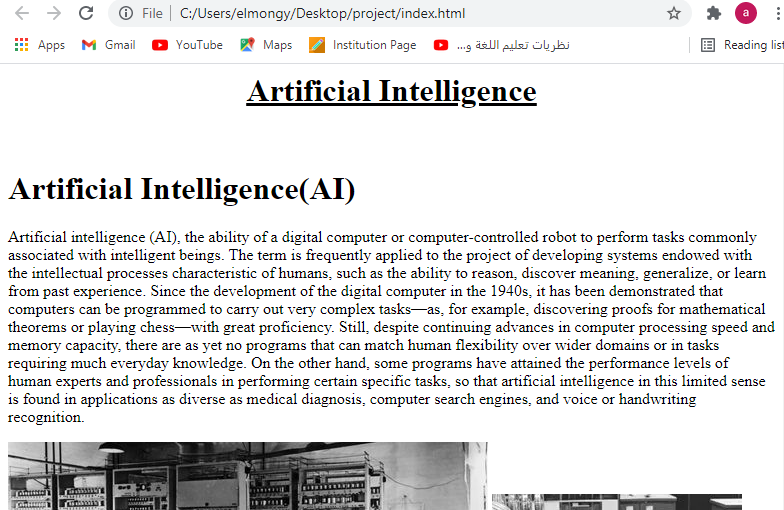 File | C:/Users/elmongy/Desktop/project/index.html a
Apps Gmail YouTube Maps Institution Page نظريات تعليم اللغة و... Reading list
Artificial Intelligence
Artificial Intelligence(AI)
Artificial intelligence (AI), the ability of a digital computer or computer-controlled robot to perform tasks commonly
associated with intelligent beings. The term is frequently applied to the project of developing systems endowed with
the intellectual processes characteristic of humans, such as the ability to reason, discover meaning, generalize, or learn
from past experience. Since the development of the digital computer in the 1940s, it has been demonstrated that
computers can be programmed to carry out very complex tasks—as, for example, discovering proofs for mathematical
theorems or playing chess—with great proficiency. Still, despite continuing advances in computer processing speed and
memory capacity, there are as yet no programs that can match human flexibility over wider domains or in tasks
requiring much everyday knowledge. On the other hand, some programs have attained the performance levels of
human experts and professionals in performing certain specific tasks, so that artificial intelligence in this limited sense
is found in applications as diverse as medical diagnosis, computer search engines, and voice or handwriting
recognition.